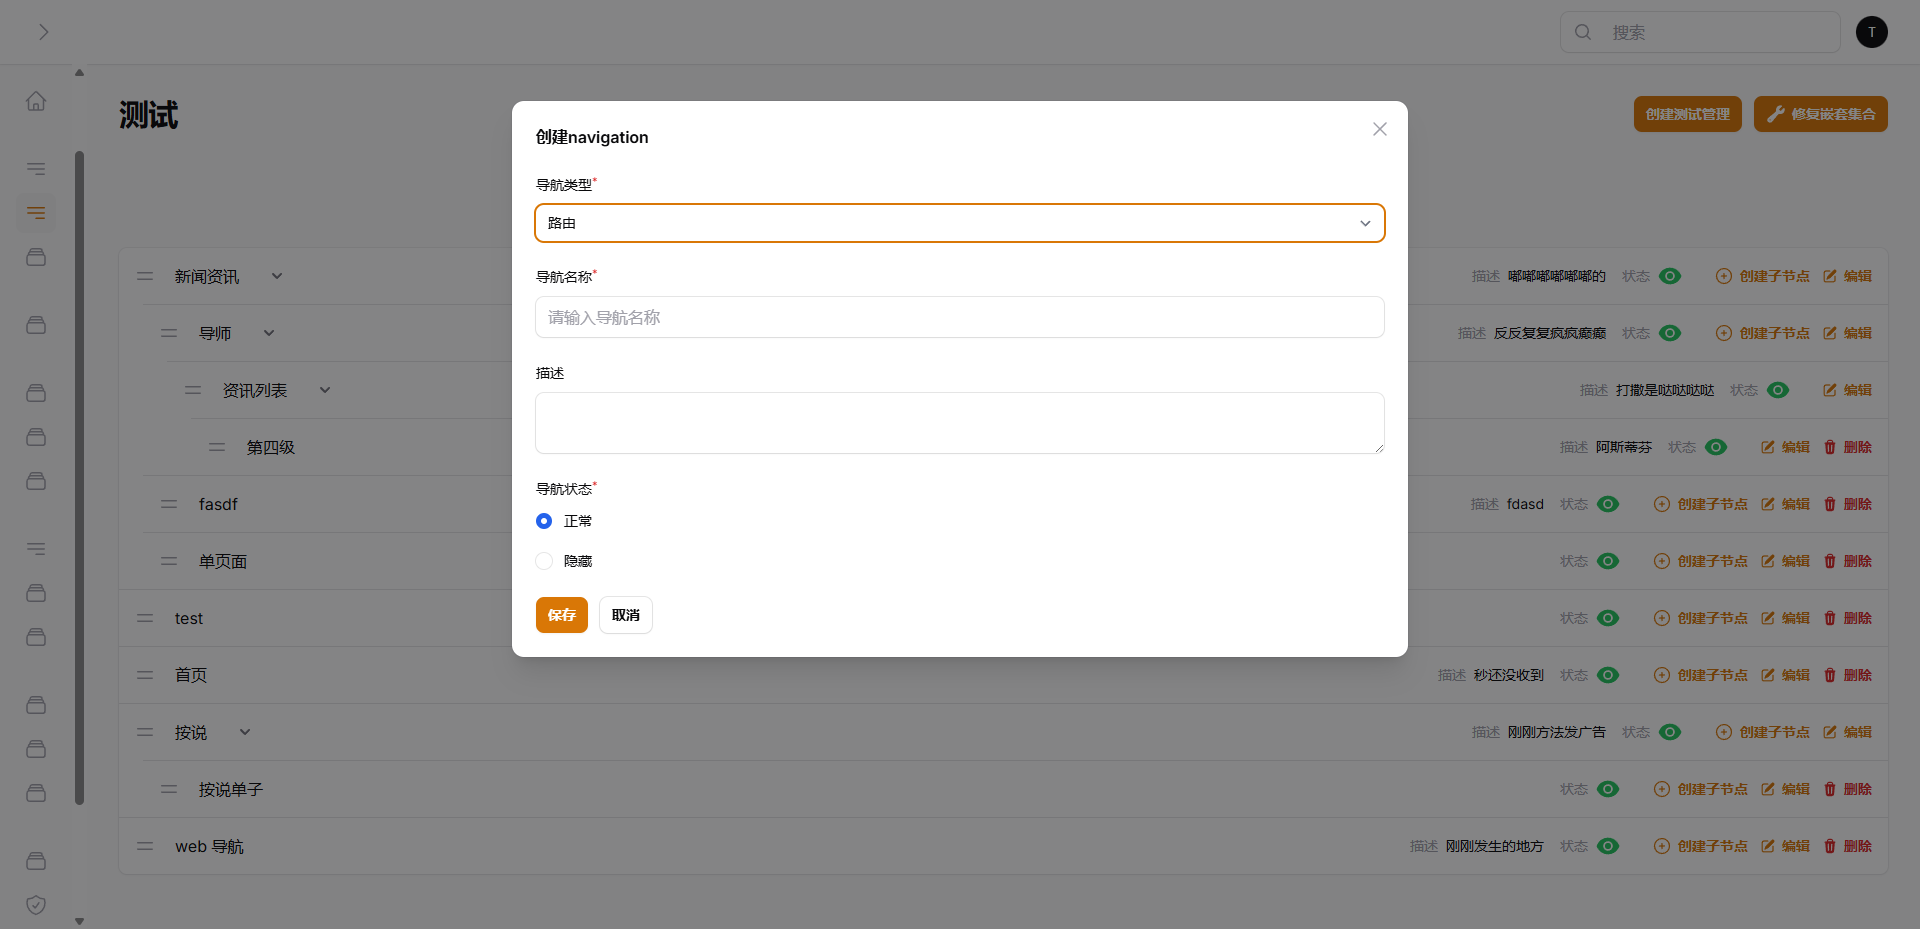 搜索
T
测试
创建测试管理
修复嵌套集合
创建navigation
导航类型*
路由
导航名称*
请输入导航名称
描述
导航状态*
正常
隐藏
保存
取消
新闻资讯
描述 嘟嘟嘟嘟嘟嘟的 状态 创建子节点 编辑
导师
描述 反反复复疯疯癫癫 状态 创建子节点 编辑
资讯列表
描述 打撒是哒哒哒哒 状态 编辑
第四级
描述 阿斯蒂芬 状态 编辑 删除
fasdf
描述 fdasd 状态 创建子节点 编辑 删除
单页面
状态 创建子节点 编辑 删除
test
状态 创建子节点 编辑 删除
首页
描述 秒还没收到 状态 创建子节点 编辑 删除
按说
描述 刚刚方法发广告 状态 创建子节点 编辑
按说单子
状态 创建子节点 编辑 删除
web 导航
描述 刚刚发生的地方 状态 创建子节点 编辑 删除